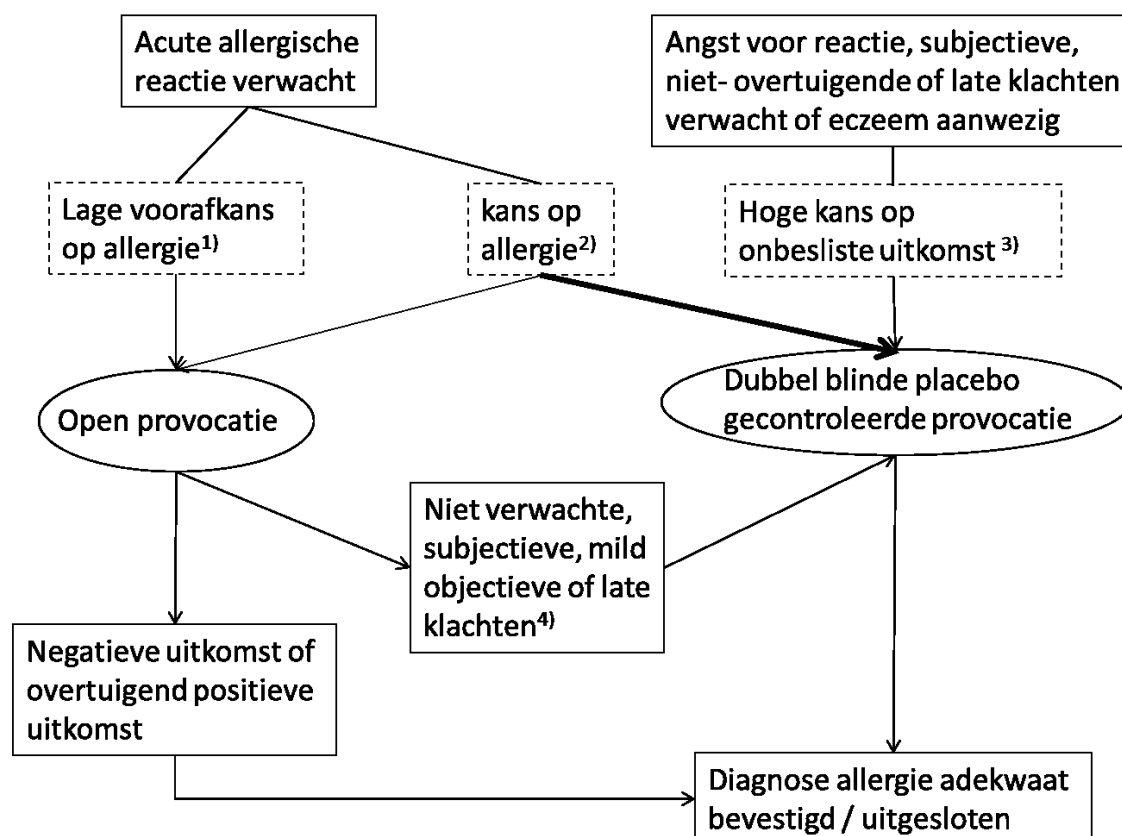 Acute allergische
reactie verwacht
Angst voor reactie, subjectieve,
niet- overtuigende of late klachten
verwacht of eczeem aanwezig
Lage voorafkans
op allergie1)
kans op
allergie2)
Hoge kans op
onbesliste uitkomst 3)
Open provocatie
Dubbel blinde placebo
gecontroleerde provocatie
Niet verwachte,
subjectieve, mild
objectieve of late
klachten4)
Negatieve uitkomst of
overtuigend positieve
uitkomst
Diagnose allergie adekwaat
bevestigd / uitgesloten